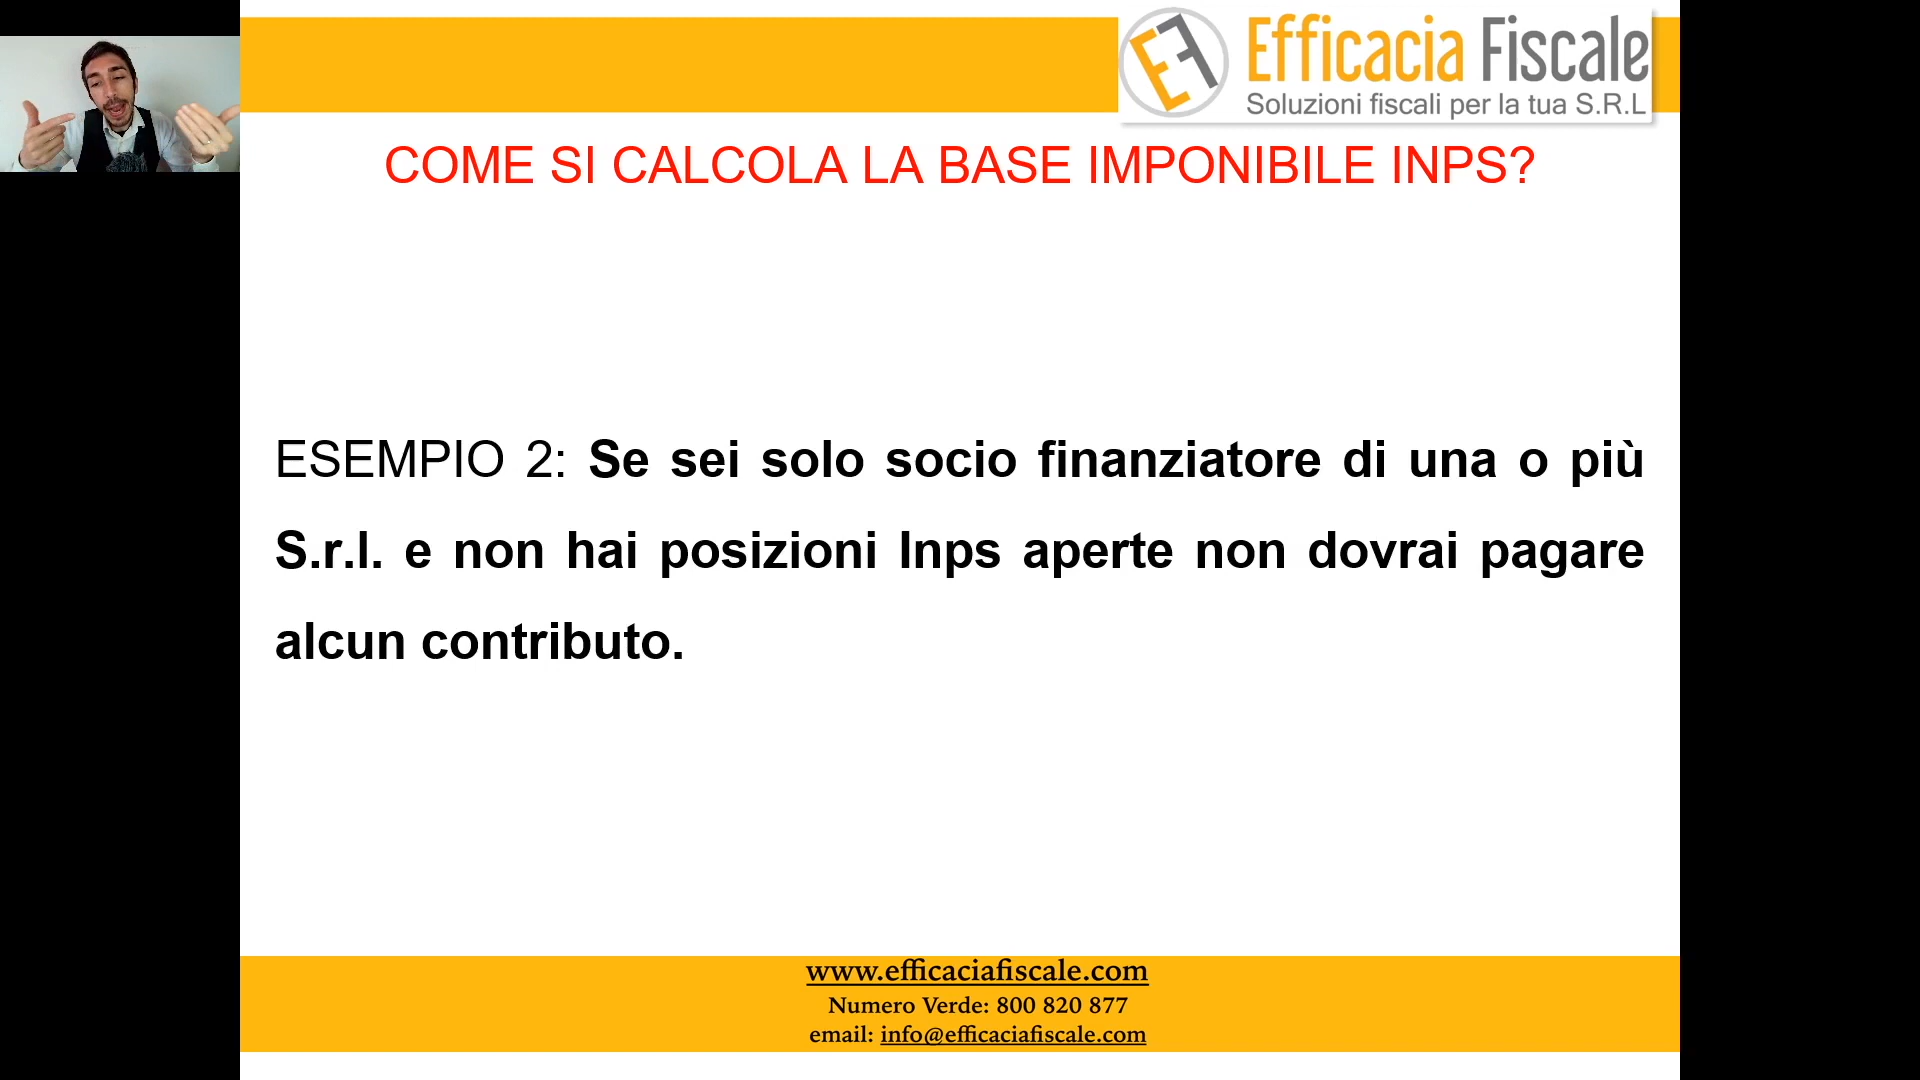 EF
Efficacia Fiscale
Soluzioni fiscali per la tua S.R.L
COME SI CALCOLA LA BASE IMPONIBILE INPS?
ESEMPIO 2: Se sei solo socio finanziatore di una o più
S.r.l. e non hai posizioni Inps aperte non dovrai pagare
alcun contributo.
www.efficaciafiscale.com
Numero Verde: 800 820 877
email: info@efficaciafiscale.com